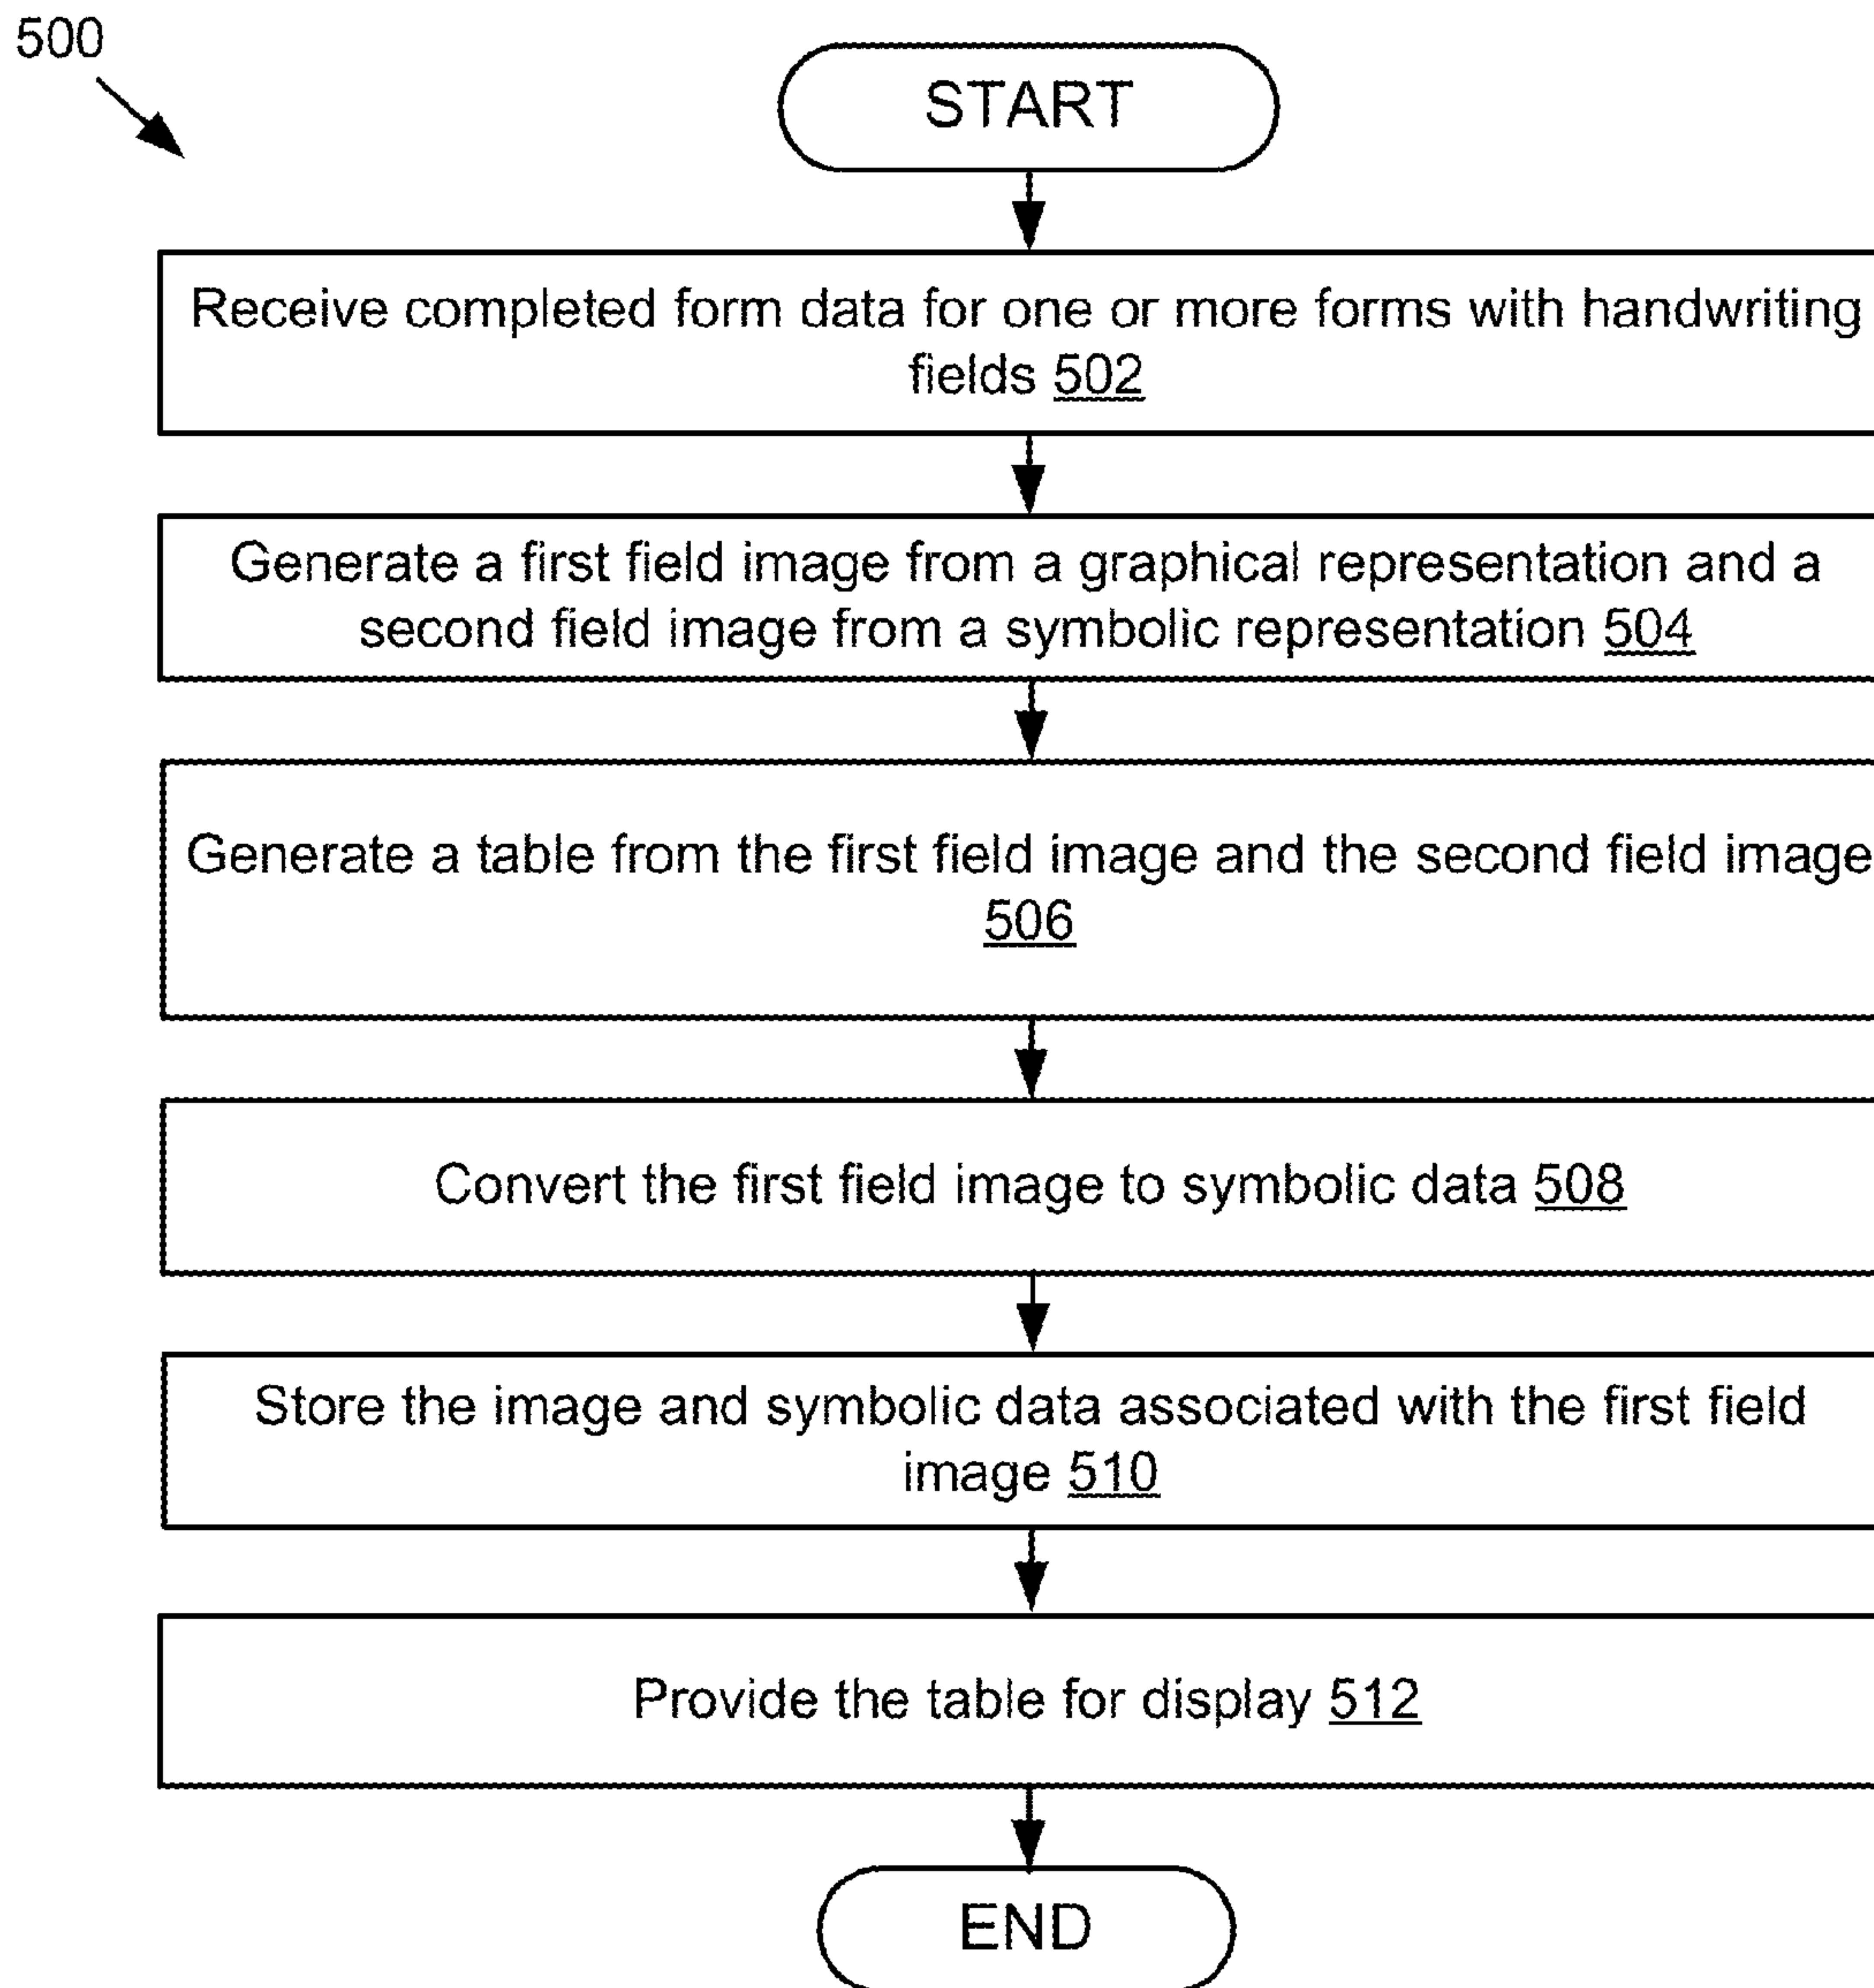 500
START
Receive completed form data for one or more forms with handwriting
fields 502
Generate a first field image from a graphical representation and a
second field image from a symbolic representation 504
Generate a table from the first field image and the second field image
506
Convert the first field image to symbolic data 508
Store the image and symbolic data associated with the first field
image 510
Provide the table for display 512
END